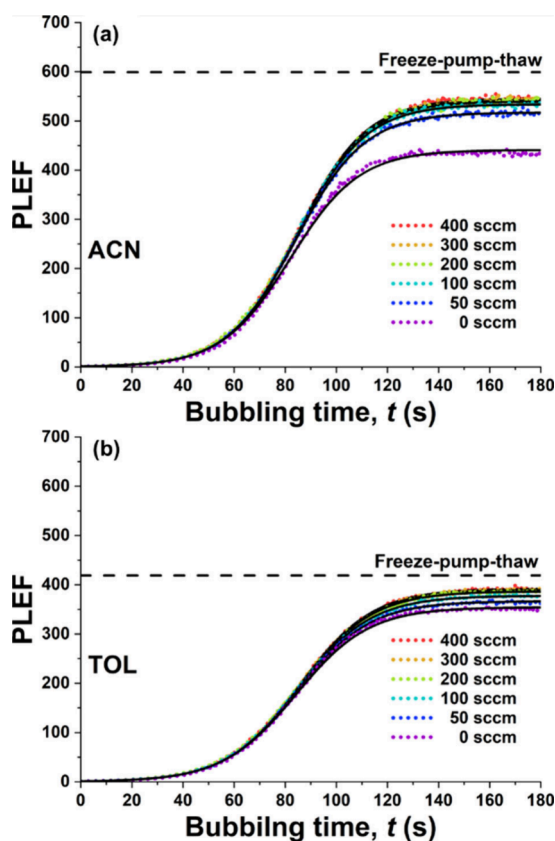 (a)
Freeze-pump-thaw
700
600
500
400
300
200
100
0
PLEF
ACN
400 sccm
300 sccm
200 sccm
100 sccm
50 sccm
0 sccm
0 20 40 60 80 100 120 140 160 180
Bubbling time, t (s)
(b)
Freeze-pump-thaw
700
600
500
400
300
200
100
0
PLEF
TOL
400 sccm
300 sccm
200 sccm
100 sccm
50 sccm
0 sccm
0 20 40 60 80 100 120 140 160 180
Bubbilng time, t (s)